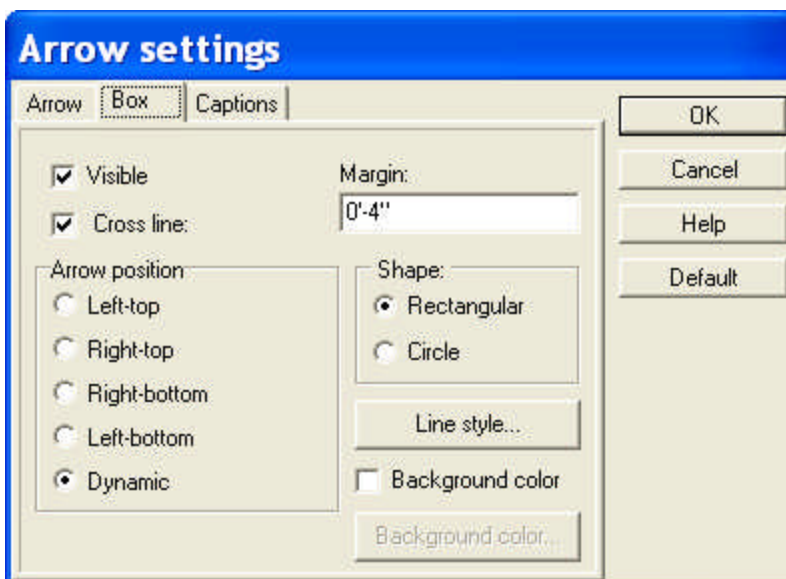 Arrow settings
Arrow Box Captions
OK
Cancel
Help
Default
Visible
Cross line:
Margin:
0'-4"
Arrow position
Left-top
Right-top
Right-bottom
Left-bottom
Dynamic
Shape:
Rectangular
Circle
Line style...
Background color
Background color...